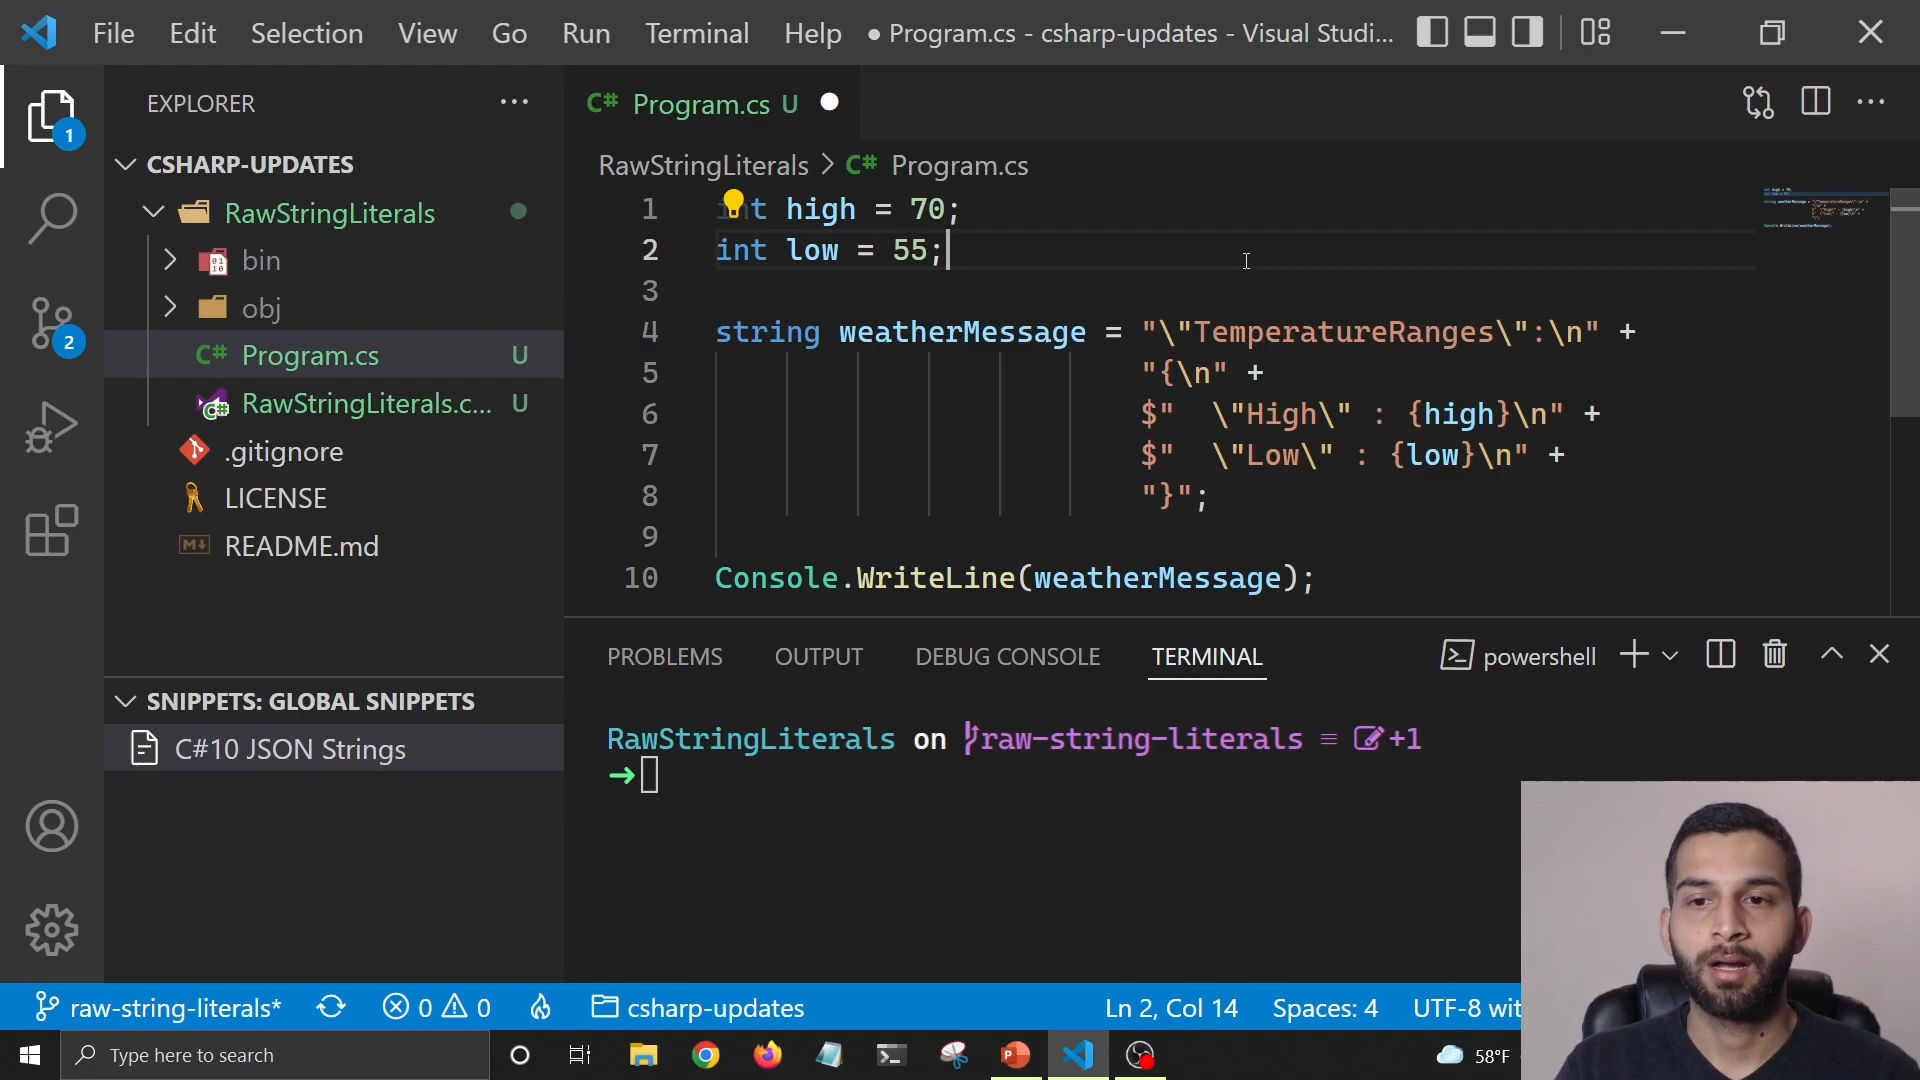 File Edit Selection View Go Run Terminal Help ● Program.cs - csharp-updates - Visual Studi...
EXPLORER ···
C# Program.cs U
CSHARP-UPDATES
RawStringLiterals > C# Program.cs
RawStringLiterals
bin
obj
C# Program.cs U
RawStringLiterals.c... U
.gitignore
LICENSE
README.md
1 int high = 70;
2 int low = 55;
3
4 string weatherMessage = "\"TemperatureRanges\":\n" +
5 "{\n" +
6 $"  \"High\" : {high}\n" +
7 $"  \"Low\" : {low}\n" +
8 "}";
9
10 Console.WriteLine(weatherMessage);
SNIPPETS: GLOBAL SNIPPETS
C#10 JSON Strings
PROBLEMS OUTPUT DEBUG CONSOLE TERMINAL powershell
RawStringLiterals on raw-string-literals ≡ +1
➜
1
2
raw-string-literals* 0 0 csharp-updates Ln 2, Col 14 Spaces: 4 UTF-8 wit
Type here to search 58°F